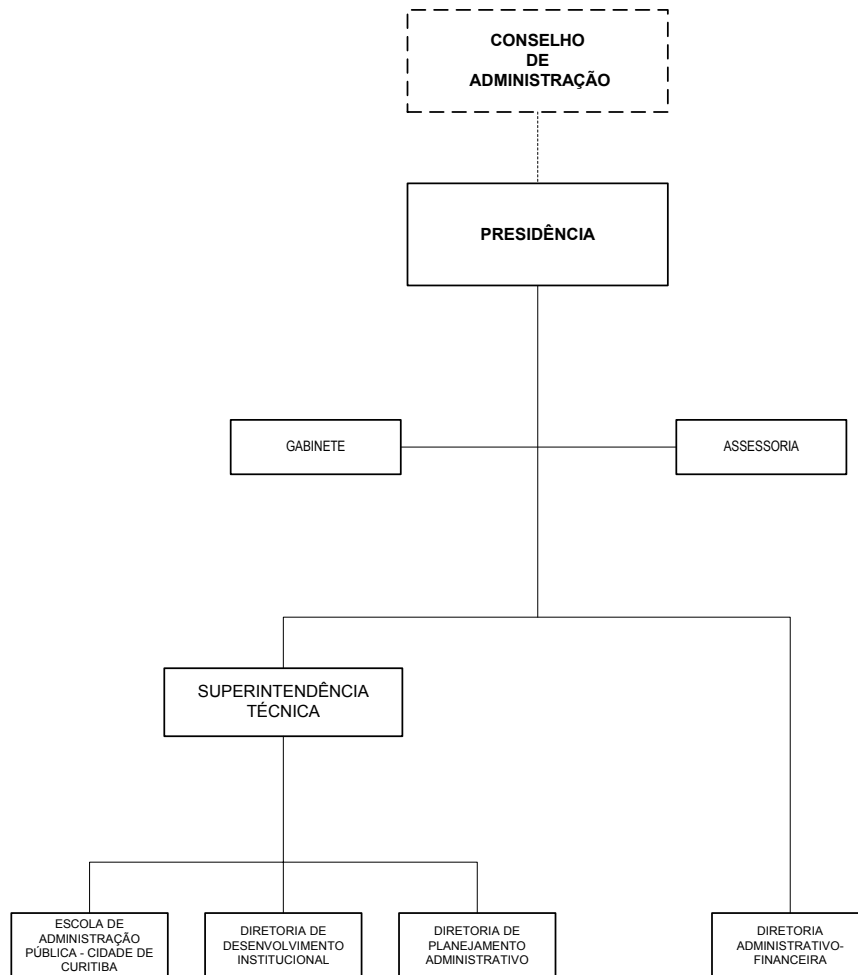 CONSELHO
DE
ADMINISTRAÇÃO
PRESIDÊNCIA
GABINETE
ASSESSORIA
SUPERINTENDÊNCIA
TÉCNICA
ESCOLA DE
ADMINISTRAÇÃO
PÚBLICA - CIDADE DE
CURITIBA
DIRETORIA DE
DESENVOLVIMENTO
INSTITUCIONAL
DIRETORIA DE
PLANEJAMENTO
ADMINISTRATIVO
DIRETORIA
ADMINISTRATIVO-
FINANCEIRA